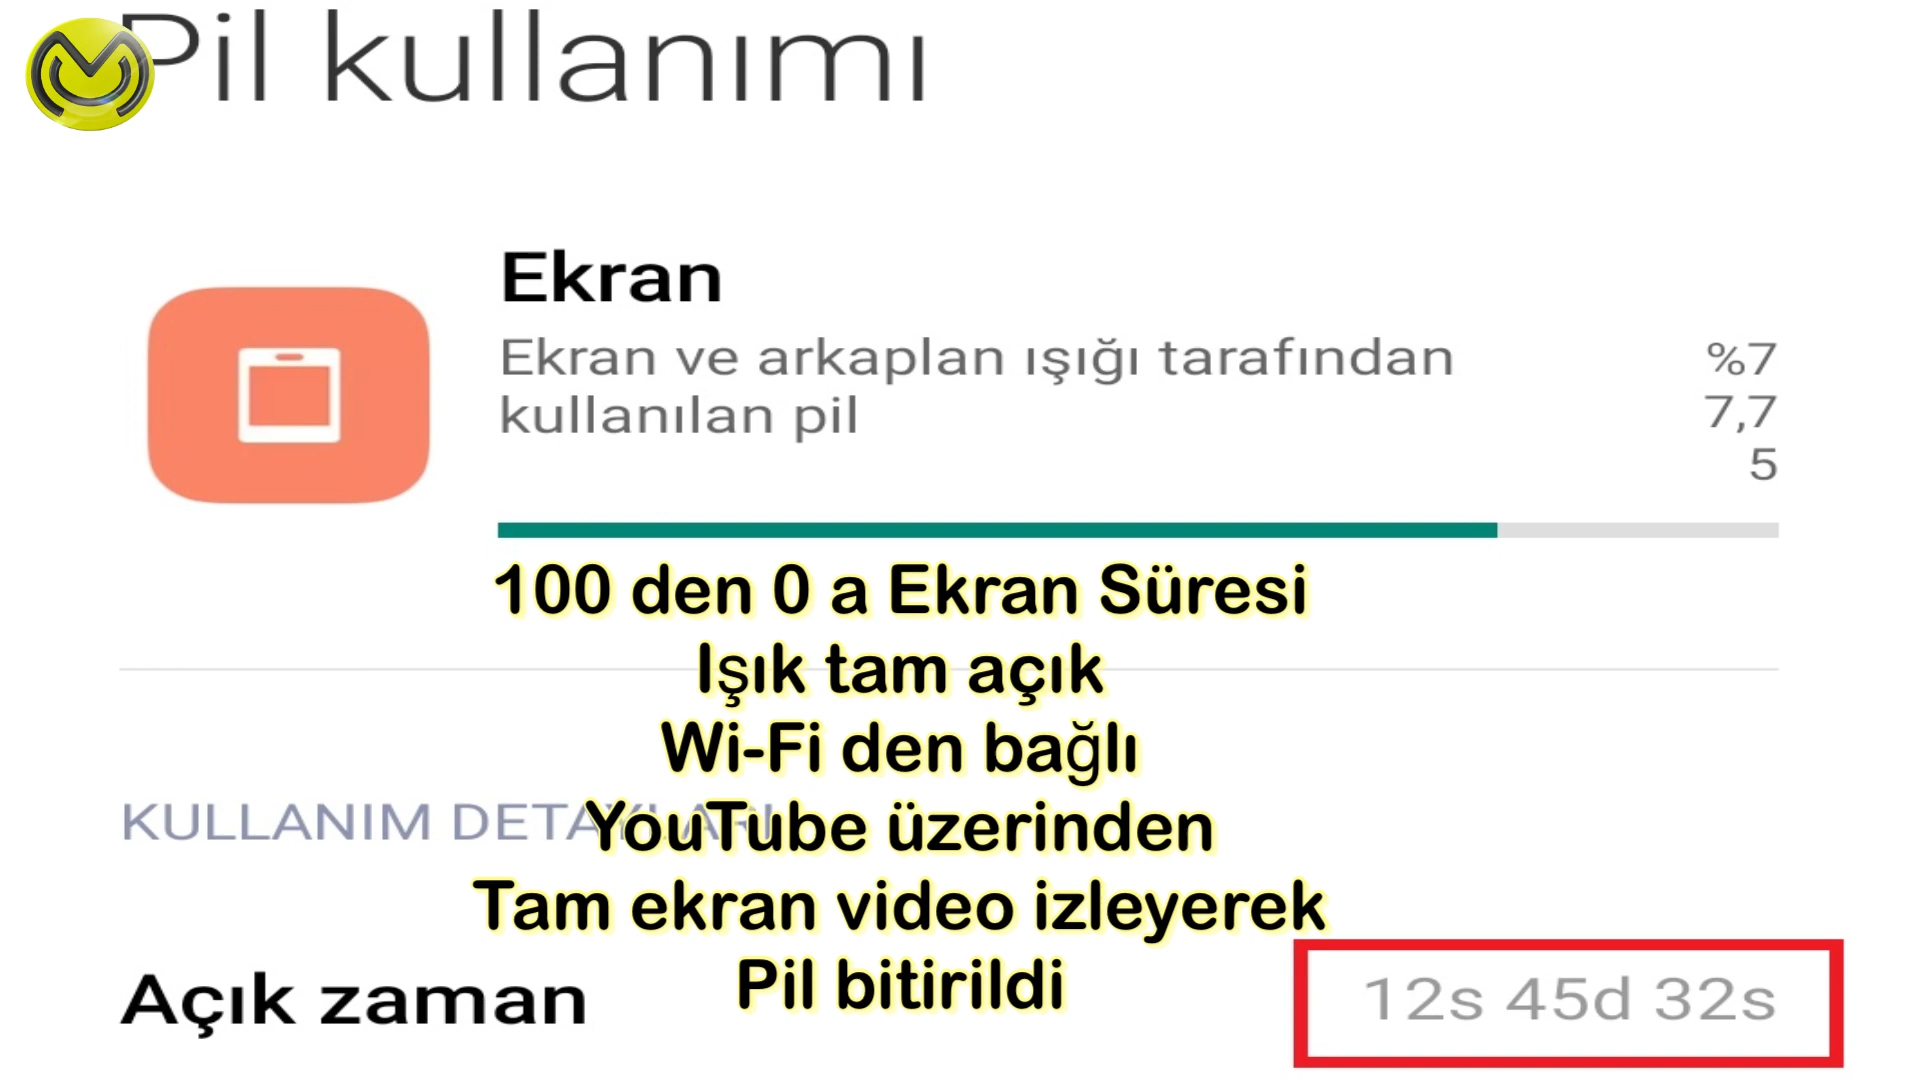 Pil kullanımı
Ekran
Ekran ve arkaplan ışığı tarafından
kullanılan pil
%7
7,7
5
100 den 0 a Ekran Süresi
Işık tam açık
Wi-Fi den bağlı
KULLANIM DETAYLARI
YouTube üzerinden
Tam ekran video izleyerek
Pil bitirildi
Açık zaman
12s 45d 32s